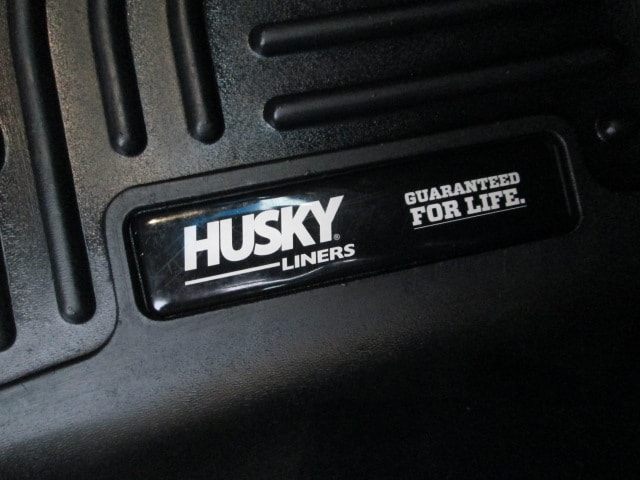 HUSKY®
LINERS
GUARANTEED
FOR LIFE.